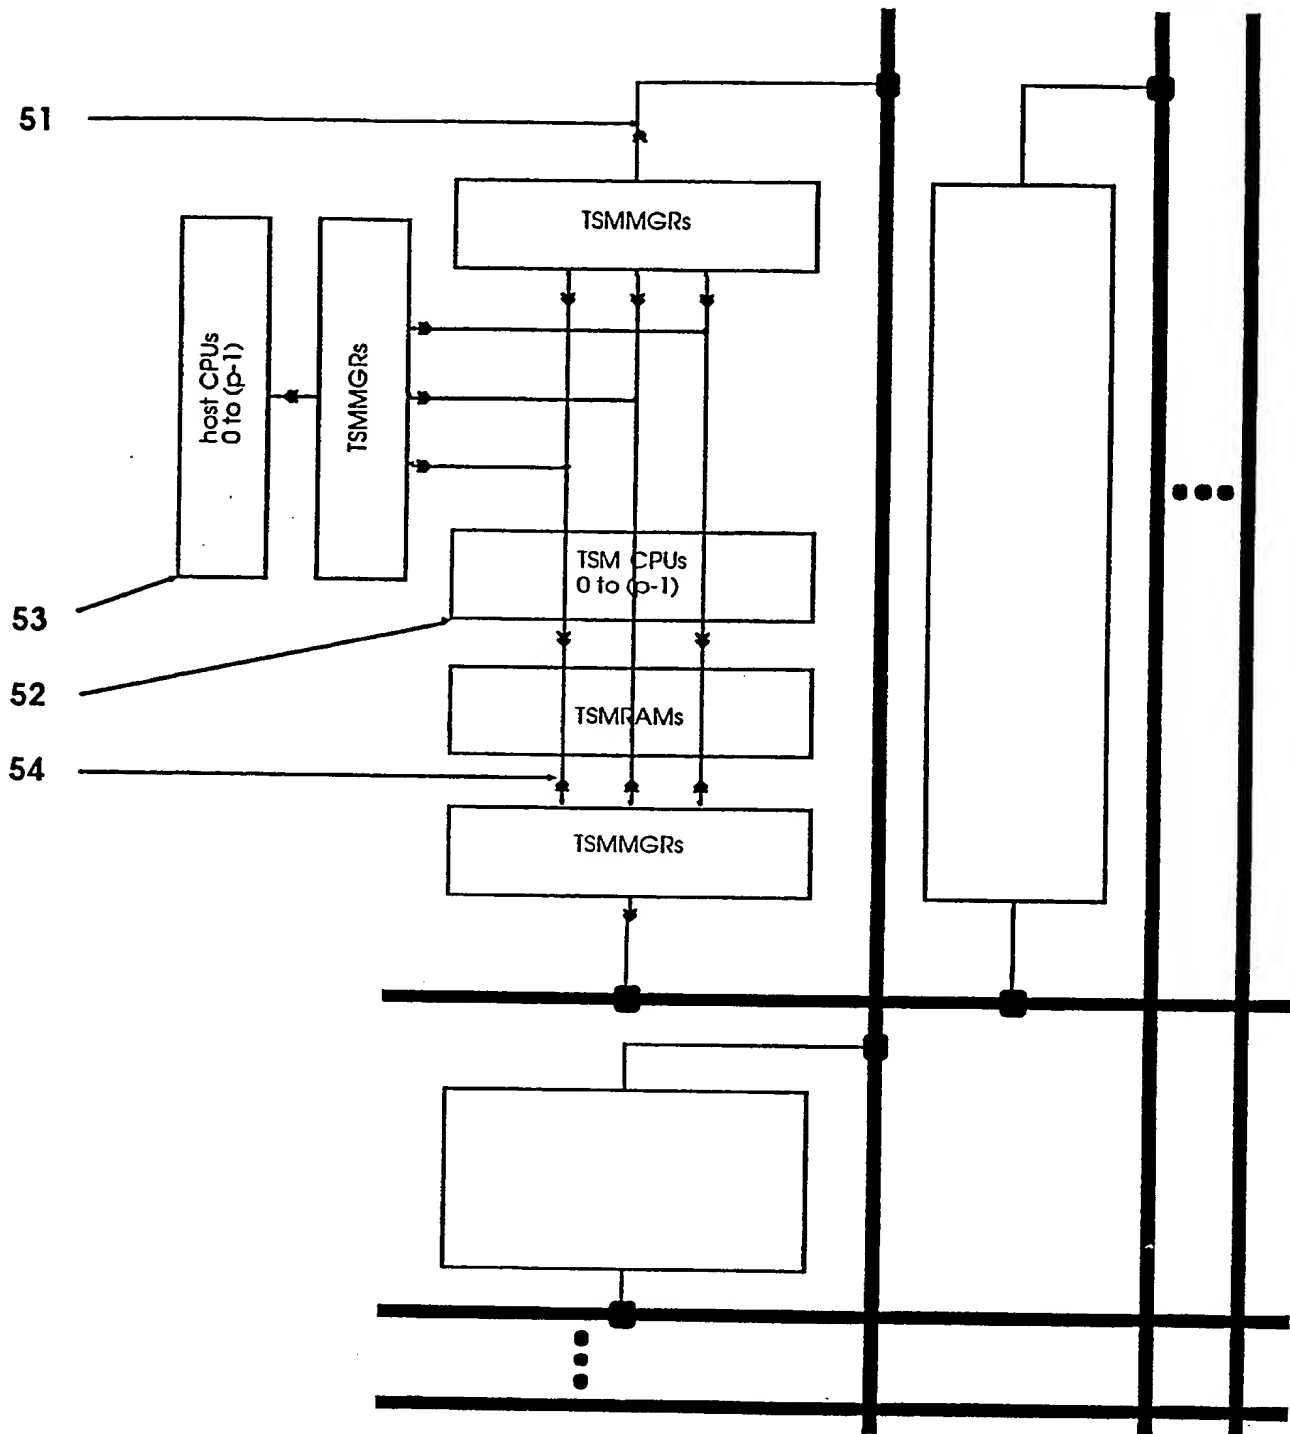 51
TSMMGRs
host CPUs
0 to (p-1)
TSMMGRs
TSM CPUs
0 to (p-1)
53
52
TSMRAMs
54
TSMMGRs